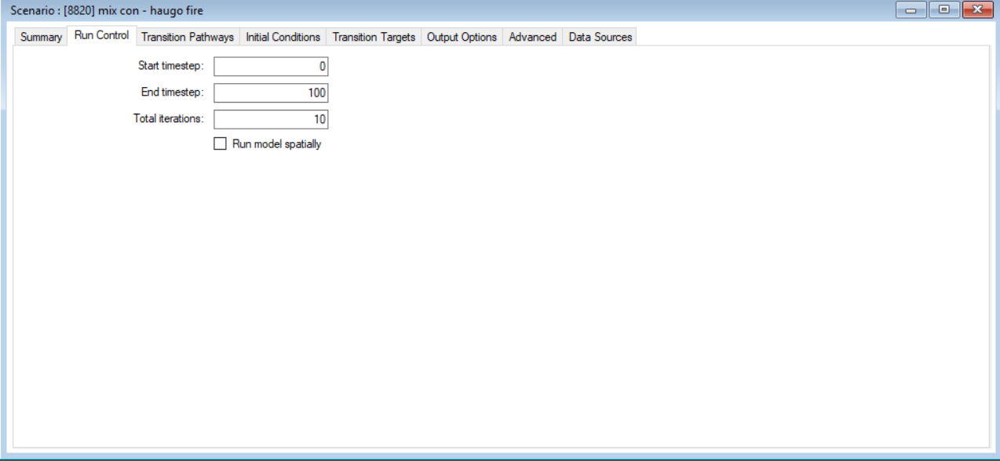 Scenario : [8820] mix con - haugo fire
Summary Run Control Transition Pathways Initial Conditions Transition Targets Output Options Advanced Data Sources
Start timestep: 0
End timestep: 100
Total iterations: 10
Run model spatially